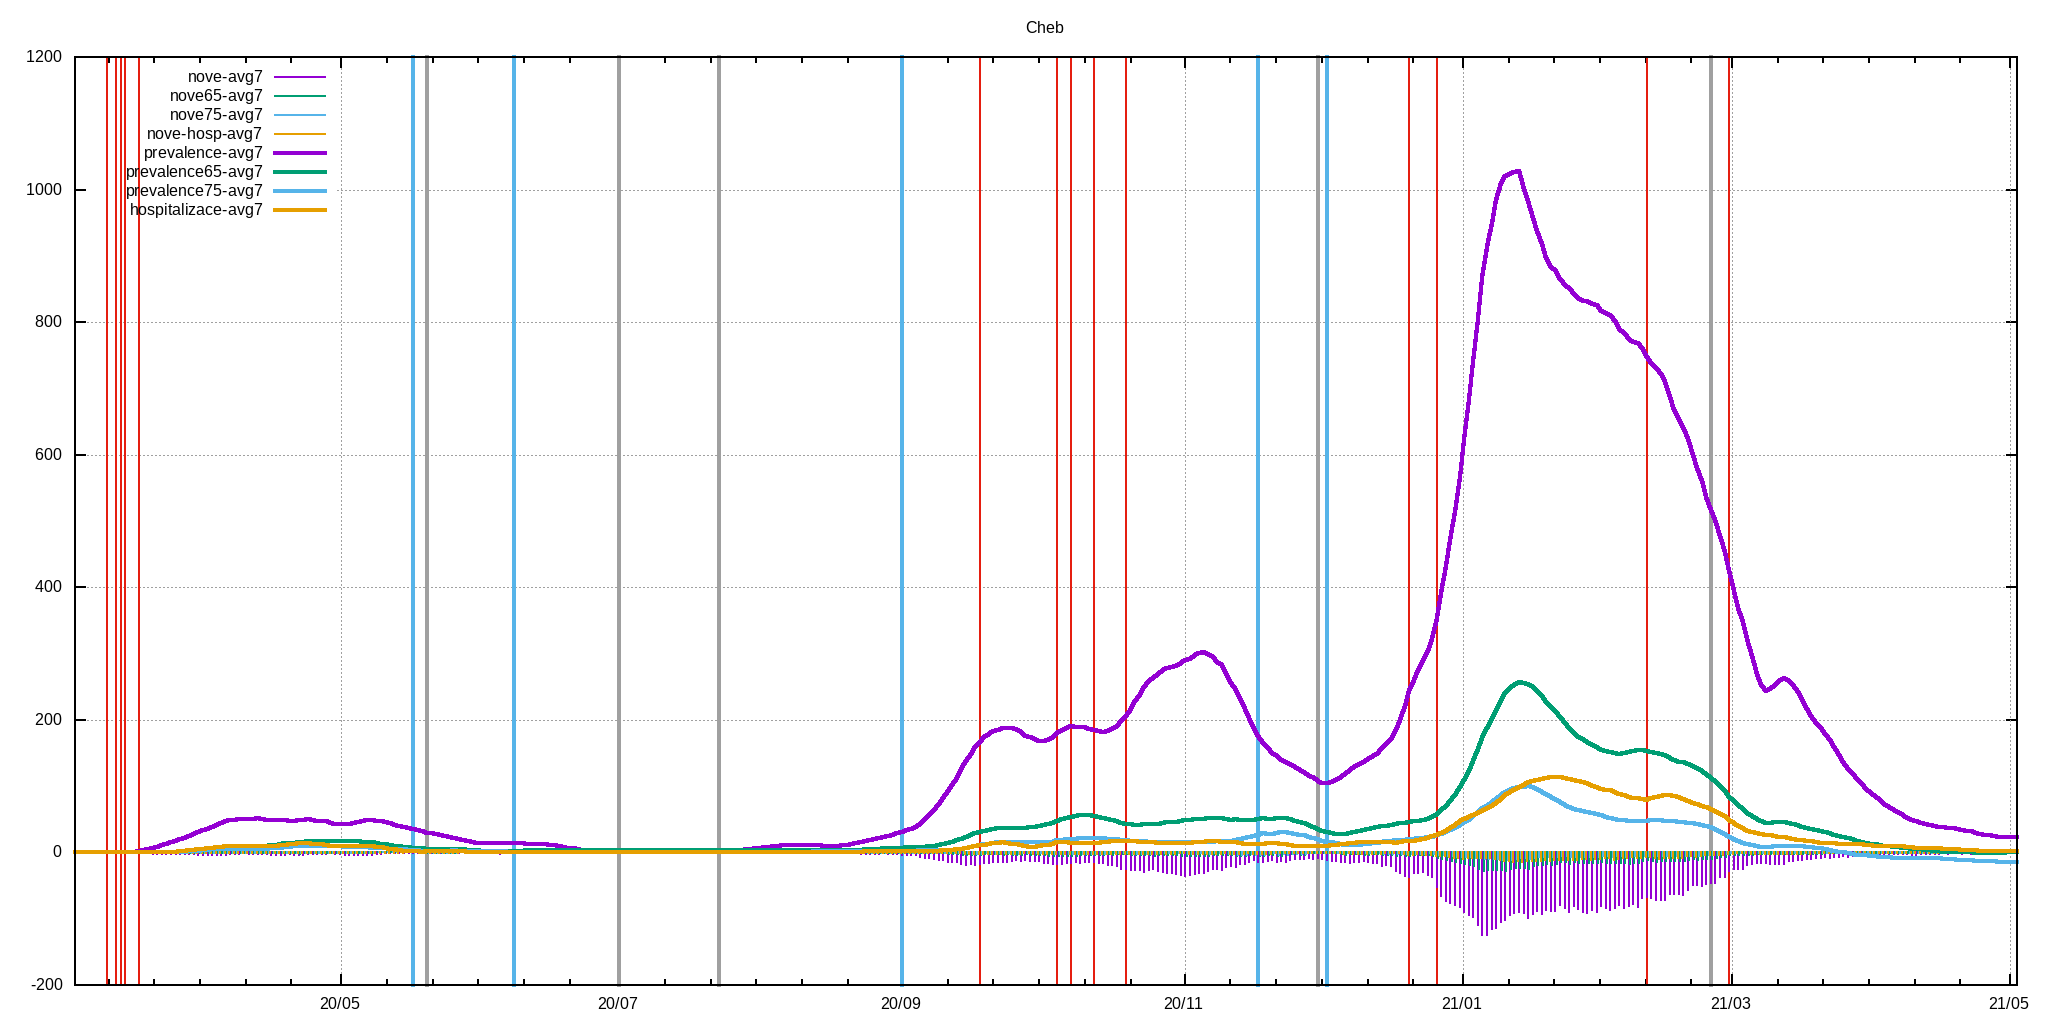 Cheb
1200
nove-avg7
nove65-avg7
nove75-avg7
nove-hosp-avg7
prevalence-avg7
prevalence65-avg7
prevalence75-avg7
hospitalizace-avg7
1000
800
600
400
200
0
-200
20/05
20/07
20/09
20/11
21/01
21/03
21/05